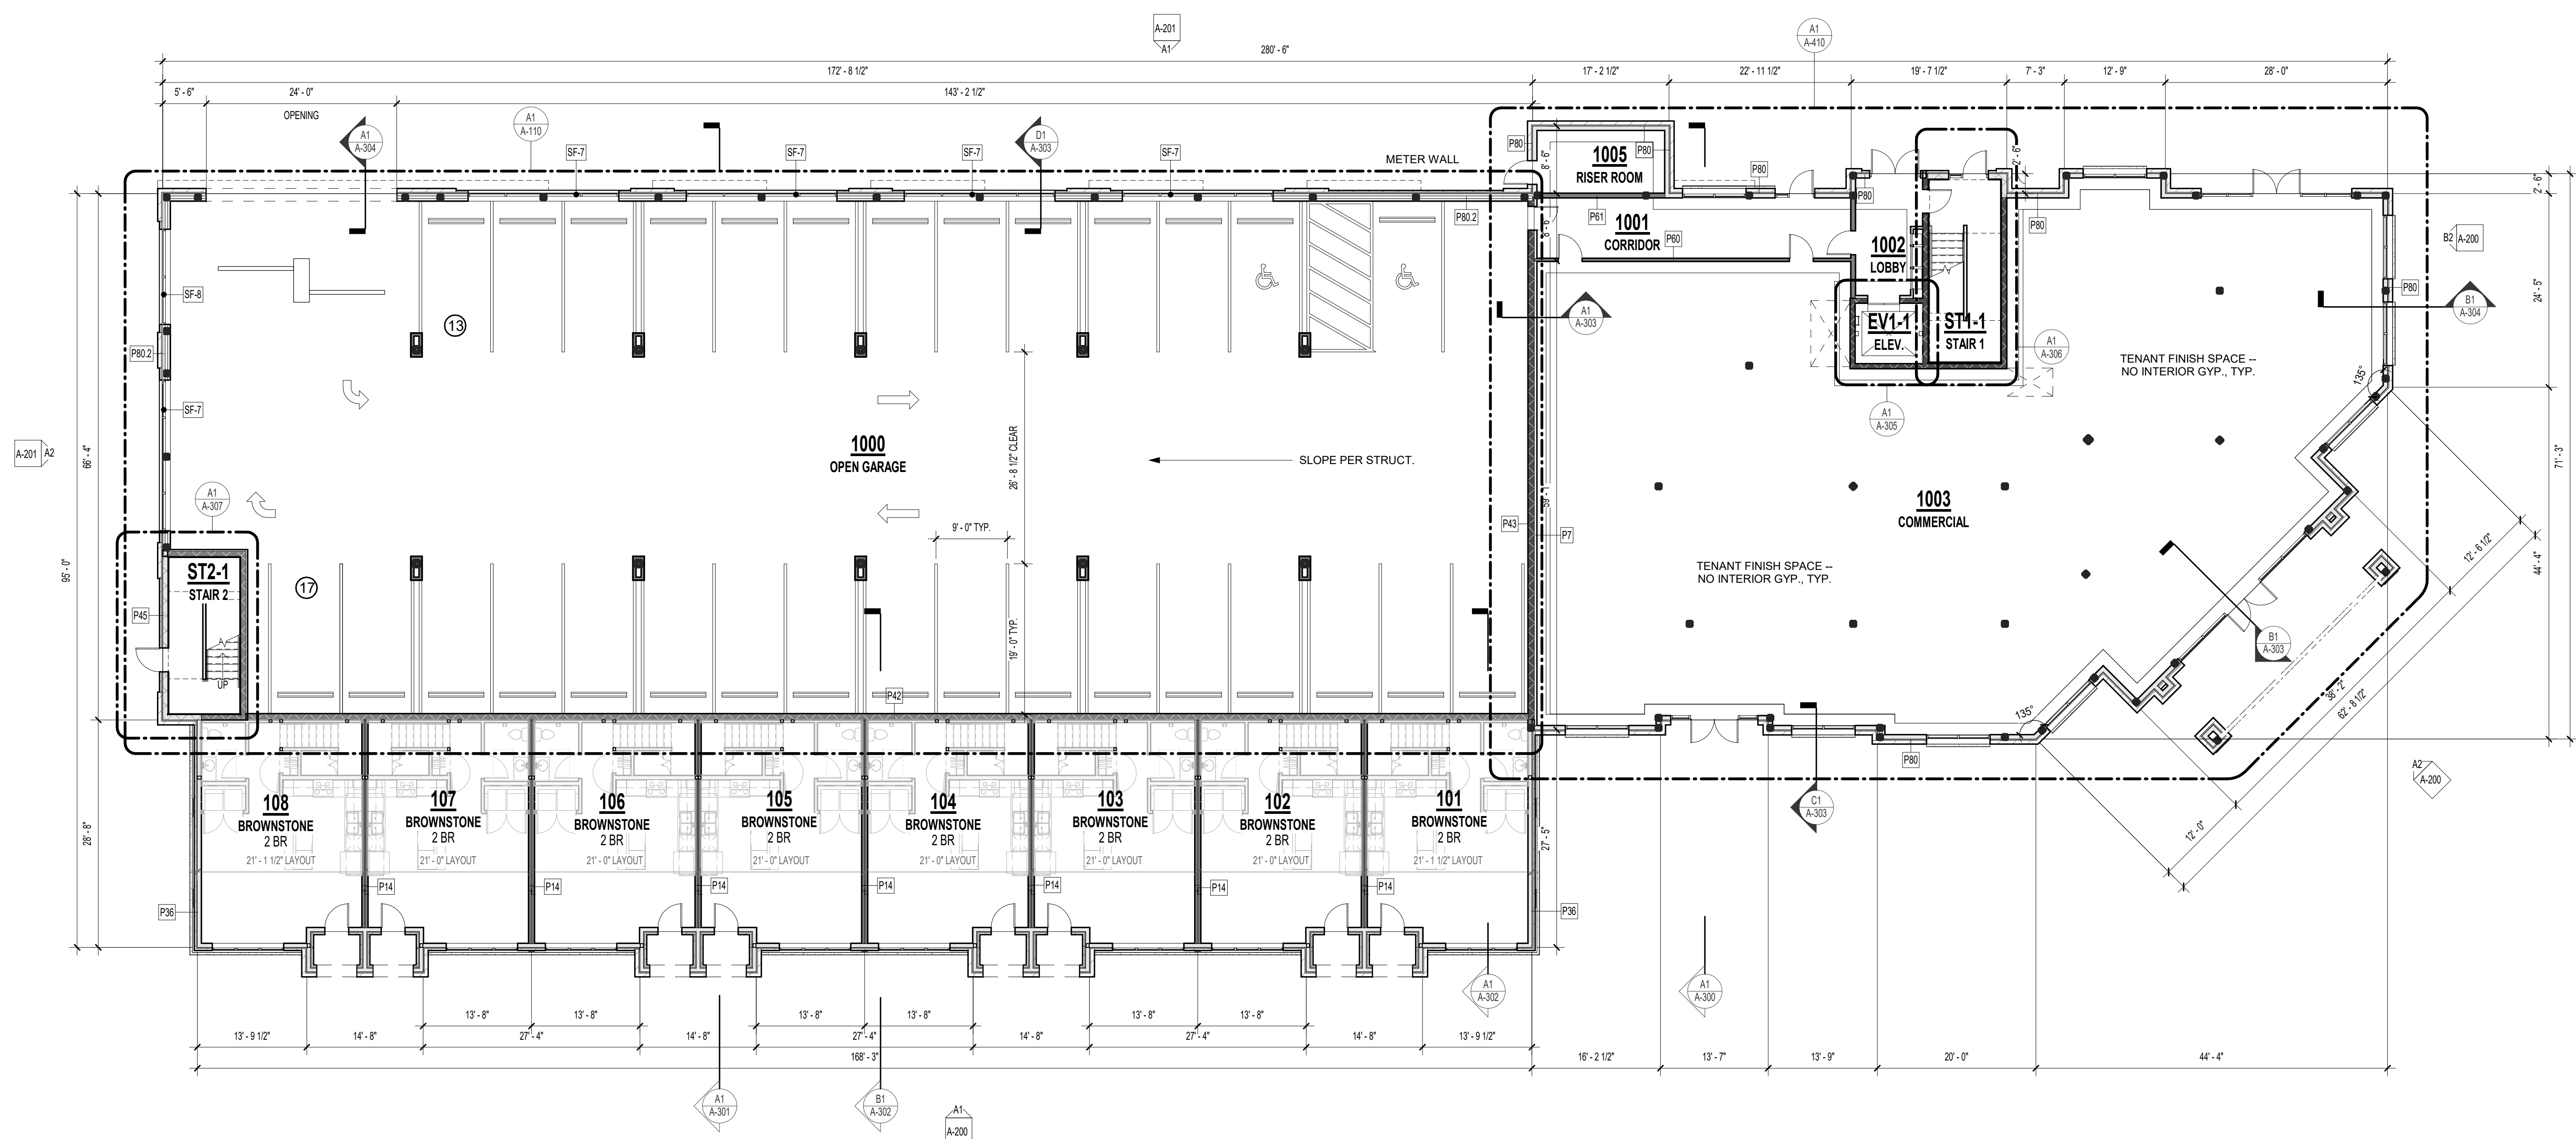 A-201
A1
A1
A-410
280' - 6"
172' - 8 1/2"
17' - 2 1/2"
22' - 11 1/2"
19' - 7 1/2"
7' - 3"
12' - 9"
28' - 0"
5' - 6"
24' - 0"
143' - 2 1/2"
OPENING
A1
A-110
A1
A-304
D1
A-303
SF-7
SF-7
SF-7
SF-7
METER WALL
P80
P80
8' - 6"
1005
RISER ROOM
P80
P80
2' - 6"
2' - 6"
P80.2
P61
8' - 6"
1001
CORRIDOR
P60
1002
LOBBY
P80
B2
A-200
SF-8
P80
B1
A-304
24' - 5"
A1
A-303
13
EV1-1
ELEV.
ST1-1
STAIR 1
A1
A-306
P80.2
TENANT FINISH SPACE --
NO INTERIOR GYP., TYP.
135°
SF-7
A1
A-305
1000
OPEN GARAGE
26' - 8 1/2" CLEAR
SLOPE PER STRUCT.
A-201
A2
66' - 4"
71' - 3"
A1
A-307
1003
COMMERCIAL
9' - 0" TYP.
P43
P7
12' - 6 1/2"
44' - 4"
95' - 0"
ST2-1
STAIR 2
17
TENANT FINISH SPACE --
NO INTERIOR GYP., TYP.
P45
UP
19' - 0" TYP.
B1
A-303
P42
38' - 2"
62' - 8 1/2"
135°
P80
A2
A-200
C1
A-303
12' - 0"
28' - 8"
27' - 5"
108
BROWNSTONE
2 BR
21' - 1 1/2" LAYOUT
107
BROWNSTONE
2 BR
21' - 0" LAYOUT
106
BROWNSTONE
2 BR
21' - 0" LAYOUT
105
BROWNSTONE
2 BR
21' - 0" LAYOUT
104
BROWNSTONE
2 BR
21' - 0" LAYOUT
103
BROWNSTONE
2 BR
21' - 0" LAYOUT
102
BROWNSTONE
2 BR
21' - 0" LAYOUT
101
BROWNSTONE
2 BR
21' - 1 1/2" LAYOUT
P14
P14
P14
P14
P14
P14
P14
P36
P36
A1
A-302
A1
A-300
13' - 8"
13' - 8"
13' - 8"
13' - 8"
13' - 8"
13' - 8"
13' - 9 1/2"
14' - 8"
27' - 4"
14' - 8"
27' - 4"
14' - 8"
27' - 4"
14' - 8"
13' - 9 1/2"
168' - 3"
16' - 2 1/2"
13' - 7"
13' - 9"
20' - 0"
44' - 4"
A1
A-301
B1
A-302
A1
A-200